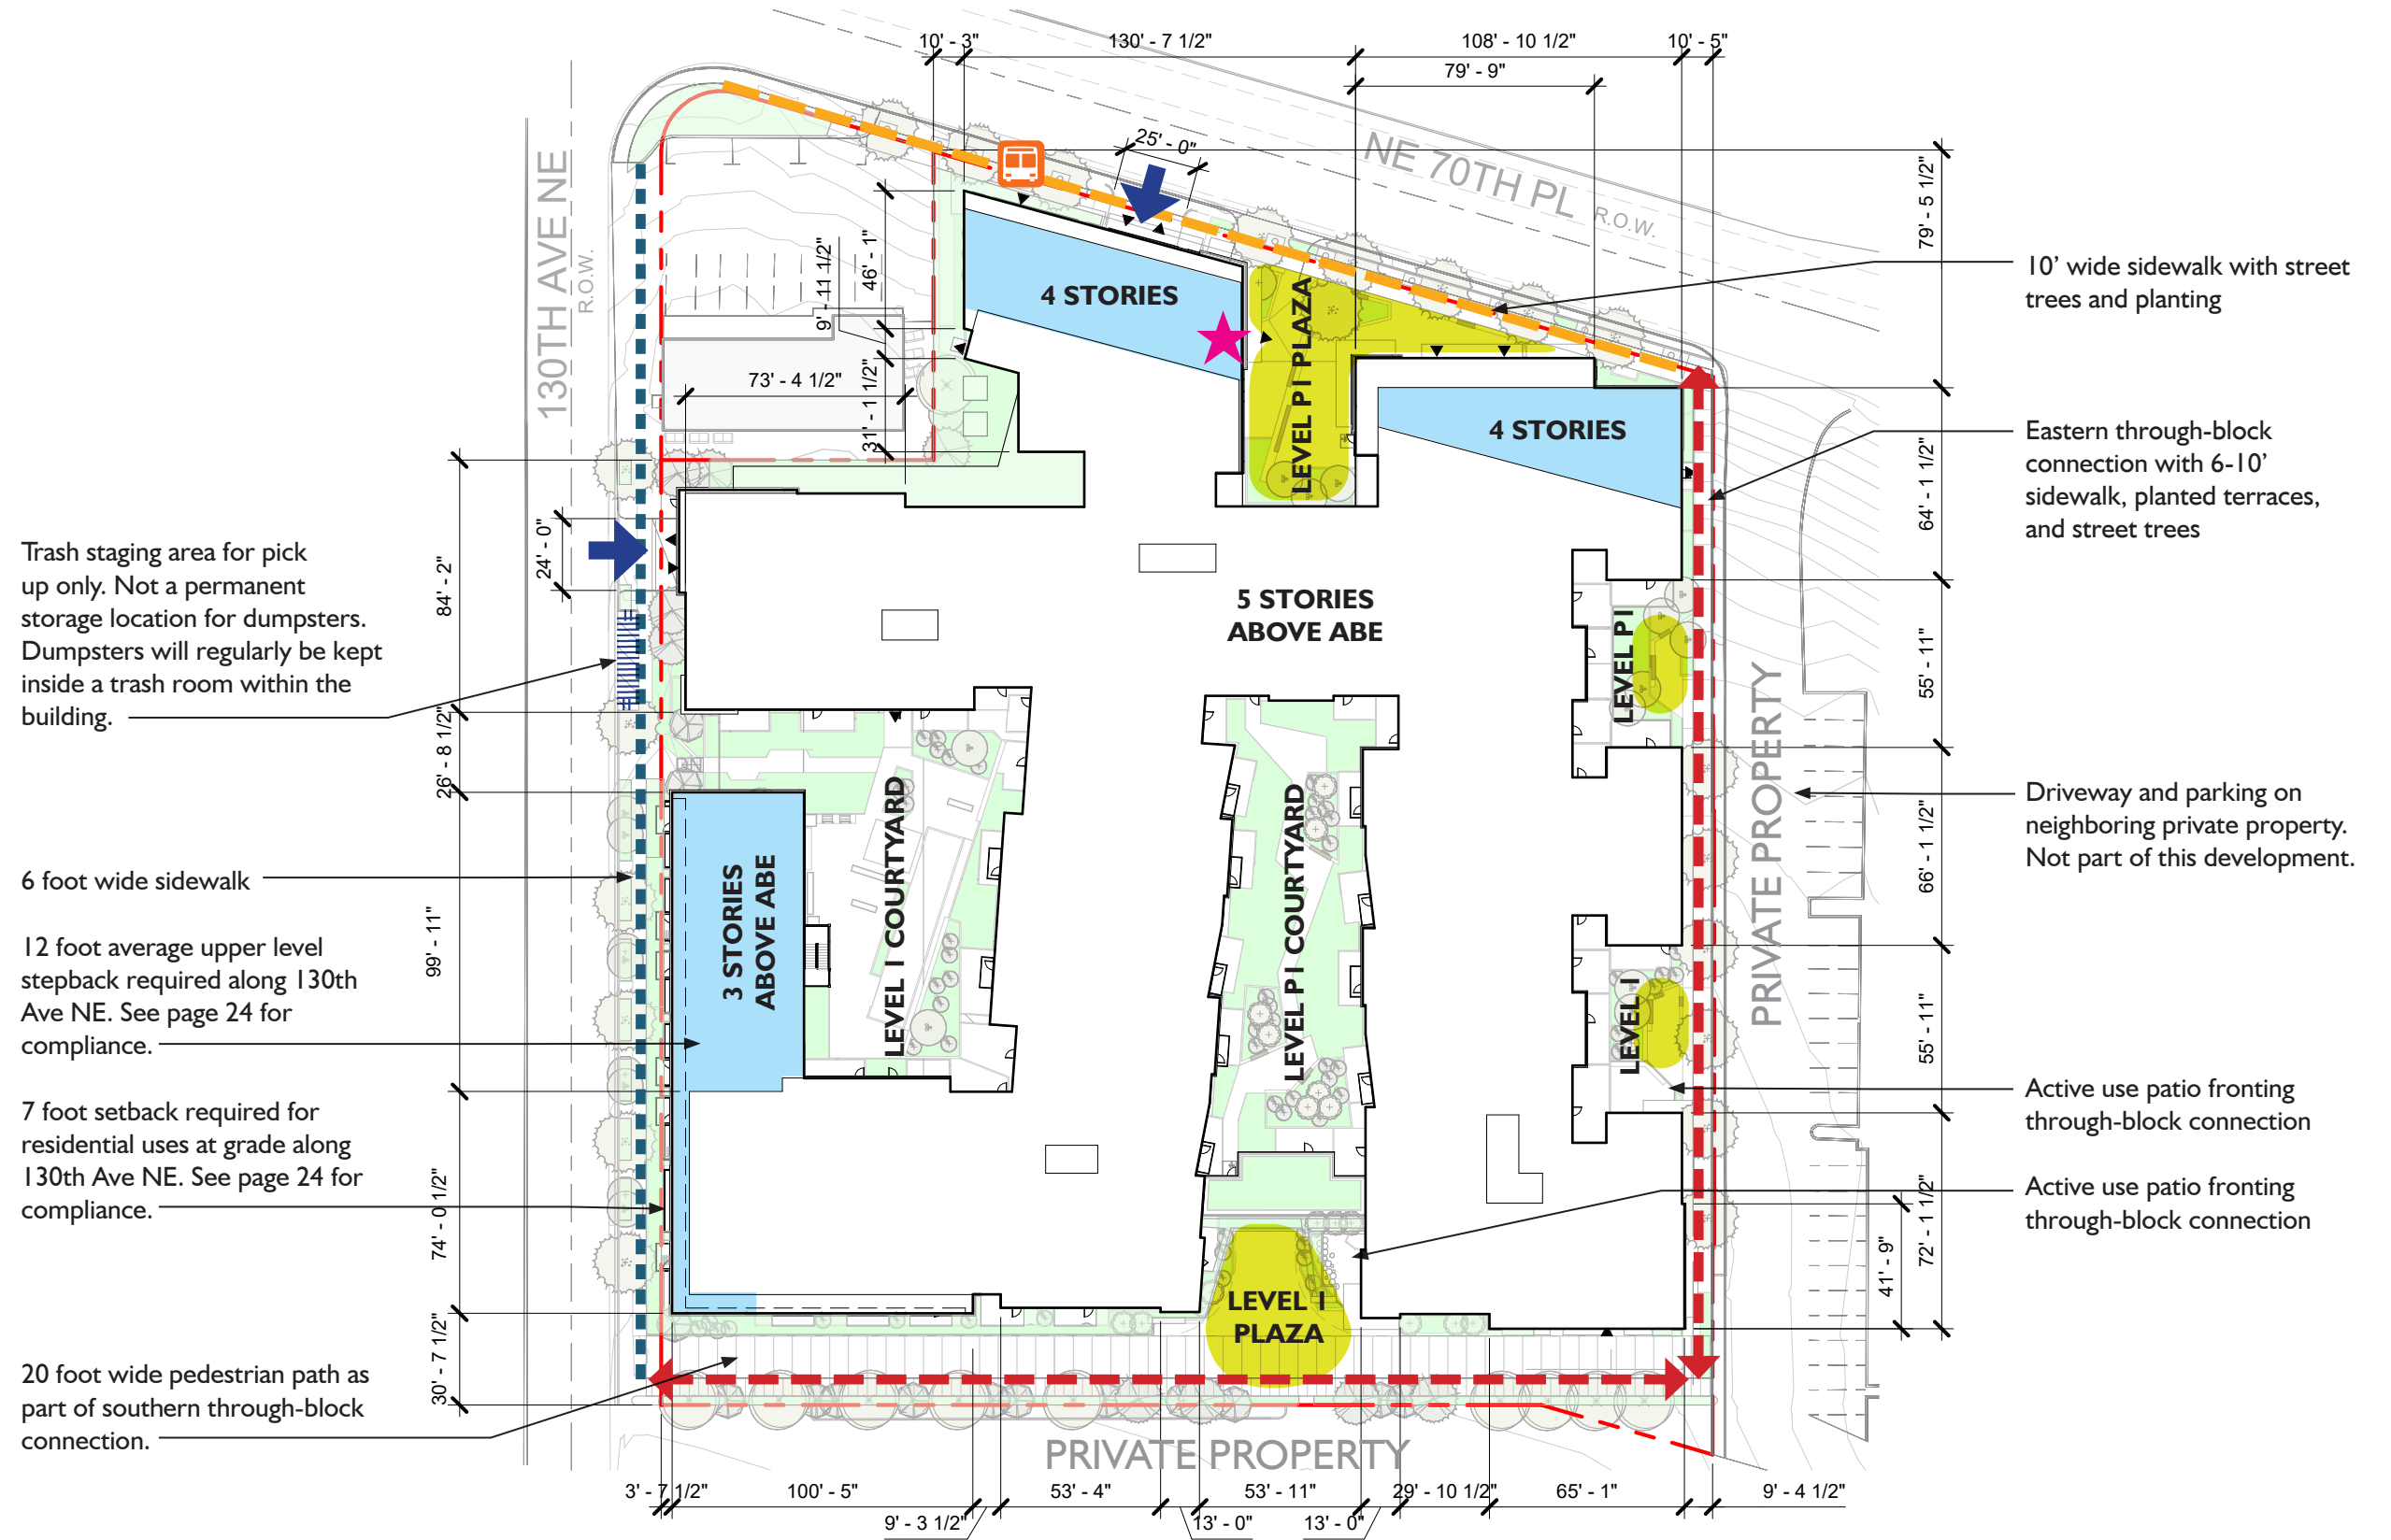 10' - 3"
130' - 7 1/2"
108' - 10 1/2"
10' - 5"
79' - 9"
25' - 0"
NE 70TH PL R.O.W.
130TH AVE NE
R.O.W.
79' - 5 1/2"
46' - 1"
9' - 11 1/2"
31' - 1 1/2"
73' - 4 1/2"
4 STORIES
LEVEL P1 PLAZA
4 STORIES
10’ wide sidewalk with street
trees and planting
Eastern through-block
connection with 6-10’
sidewalk, planted terraces,
and street trees
64' - 1 1/2"
24' - 0"
84' - 2"
Trash staging area for pick
up only. Not a permanent
storage location for dumpsters.
Dumpsters will regularly be kept
inside a trash room within the
building.
5 STORIES
ABOVE ABE
LEVEL P1
55' - 11"
PRIVATE PROPERTY
26' - 8 1/2"
Driveway and parking on
neighboring private property.
Not part of this development.
66' - 1 1/2"
6 foot wide sidewalk
99' - 11"
3 STORIES
ABOVE ABE
LEVEL 1 COURTYARD
LEVEL P1 COURTYARD
12 foot average upper level
stepback required along 130th
Ave NE. See page 24 for
compliance.
LEVEL 1
55' - 11"
Active use patio fronting
through-block connection
7 foot setback required for
residential uses at grade along
130th Ave NE. See page 24 for
compliance.
74' - 0 1/2"
Active use patio fronting
through-block connection
72' - 1 1/2"
41' - 9"
LEVEL 1
PLAZA
30' - 7 1/2"
20 foot wide pedestrian path as
part of southern through-block
connection.
PRIVATE PROPERTY
3' - 7 1/2"
100' - 5"
53' - 4"
53' - 11"
29' - 10 1/2"
65' - 1"
9' - 4 1/2"
9' - 3 1/2"
13' - 0"
13' - 0"